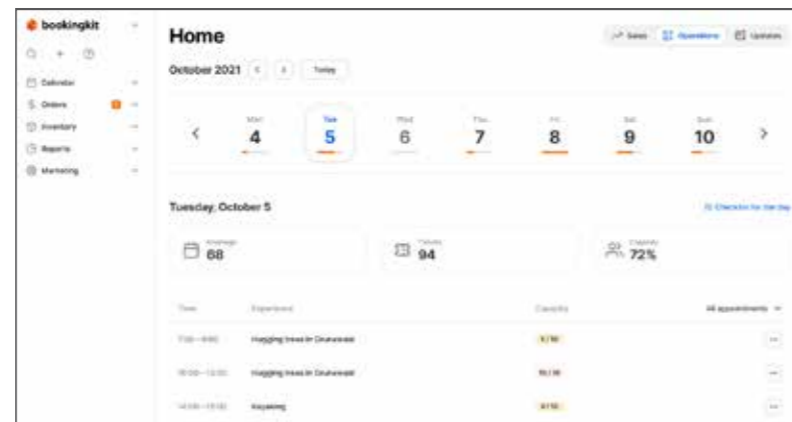 bookingkit
Home
Sales Operations Updates
October 2021 Today
Calendar
Orders
Inventory
Reports
Marketing
Mon Tue Wed Thu Fri Sat Sun
4 5 6 7 8 9 10
Tuesday, October 5
Checklist for the day
68
Tickets
94
Capacity
72%
Time Experience Capacity All appointments
Hugging trees in Grunewald
10/10
Hugging trees in Grunewald
Kayaking